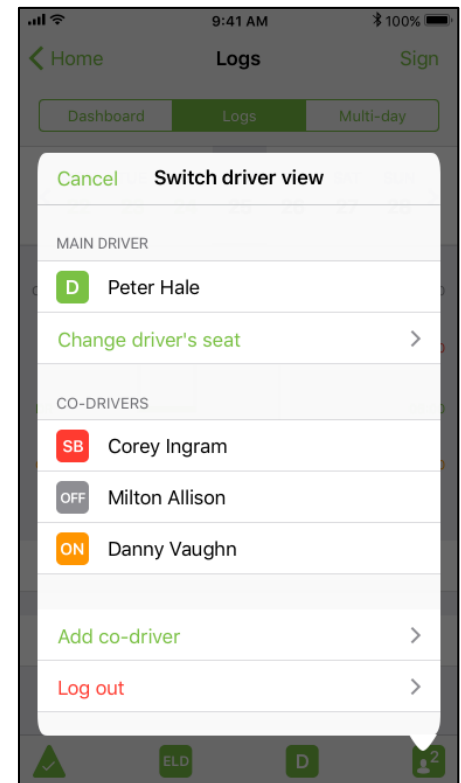 9:41 AM
100%
Home
Logs
Sign
Dashboard
Logs
Multi-day
Cancel
Switch driver view
MAIN DRIVER
D Peter Hale
Change driver's seat
CO-DRIVERS
SB Corey Ingram
OFF Milton Allison
ON Danny Vaughn
Add co-driver
Log out
ELD
D
2